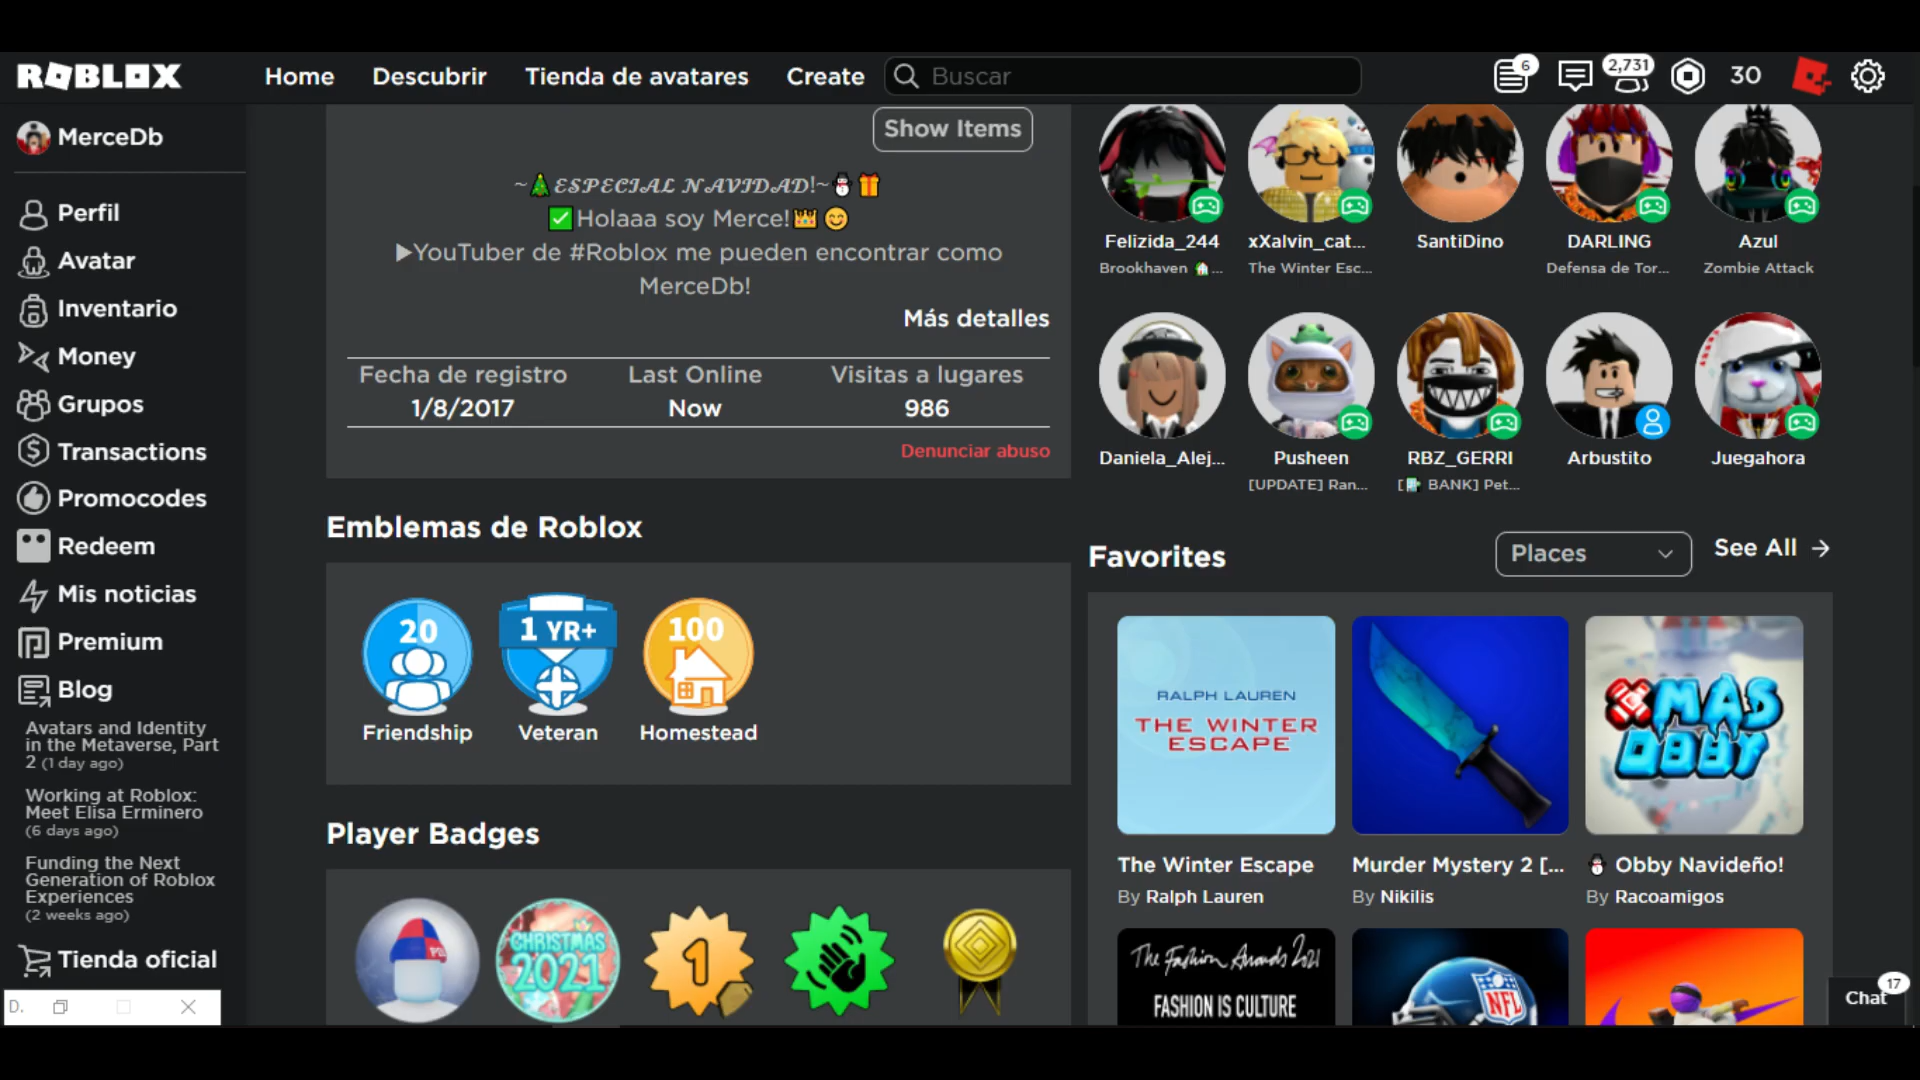 ROBLOX
Home
Descubrir
Tienda de avatares
Create
Buscar
6
2,731
30
MerceDb
Perfil
Avatar
Inventario
Money
Grupos
Transactions
Promocodes
Redeem
Mis noticias
Premium
Blog
Avatars and Identity
in the Metaverse, Part
2 (1 day ago)
Working at Roblox:
Meet Elisa Erminero
(6 days ago)
Funding the Next
Generation of Roblox
Experiences
(2 weeks ago)
Tienda oficial
D.
Show Items
~🎄𝓔𝓢𝓟𝓔𝓒𝓘𝓐𝓛 𝓝𝓐𝓥𝓘𝓓𝓐𝓓!~⛄🎁
✅Holaaa soy Merce!👑😊
▶YouTuber de #Roblox me pueden encontrar como
MerceDb!
Más detalles
Fecha de registro
1/8/2017
Last Online
Now
Visitas a lugares
986
Denunciar abuso
Emblemas de Roblox
20
Friendship
1 YR+
Veteran
100
Homestead
Player Badges
CHRISTMAS
2021
1
Felizida_244
Brookhaven 🏠...
xXalvin_cat...
The Winter Esc...
SantiDino
DARLING
Defensa de Tor...
Azul
Zombie Attack
Daniela_Alej...
Pusheen
[UPDATE] Ran...
RBZ_GERRI
[💵 BANK] Pet...
Arbustito
Juegahora
Favorites
Places
See All →
RALPH LAUREN
THE WINTER
ESCAPE
The Winter Escape
By Ralph Lauren
Murder Mystery 2 [...
By Nikilis
XMAS
OBBY
⛄ Obby Navideño!
By Racoamigos
The Fashion Awards 2021
FASHION IS CULTURE
NFL
Chat
17